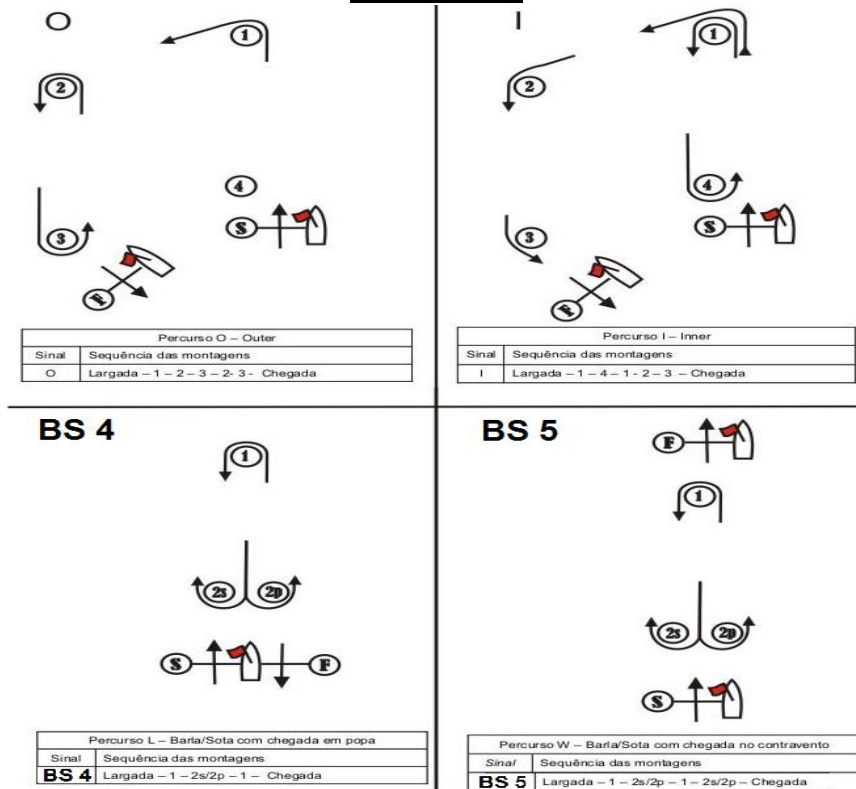 O
1
2
3
4
S
F
Percurso O – Outer
Sinal Sequência das montagens
O Largada – 1 – 2 – 3 – 2- 3 - Chegada
I
1
2
4
S
3
F
Percurso I – Inner
Sinal Sequência das montagens
I Largada – 1 – 4 – 1 - 2 – 3 – Chegada
BS 4
1
2s 2p
S F
Percurso L – Barla/Sota com chegada em popa
Sinal Sequência das montagens
BS 4 Largada – 1 – 2s/2p – 1 – Chegada
BS 5
F
1
2s 2p
S
Percurso W – Barla/Sota com chegada no contravento
Sinal Sequência das montagens
BS 5 Largada – 1 – 2s/2p – 1 – 2s/2p – Chegada